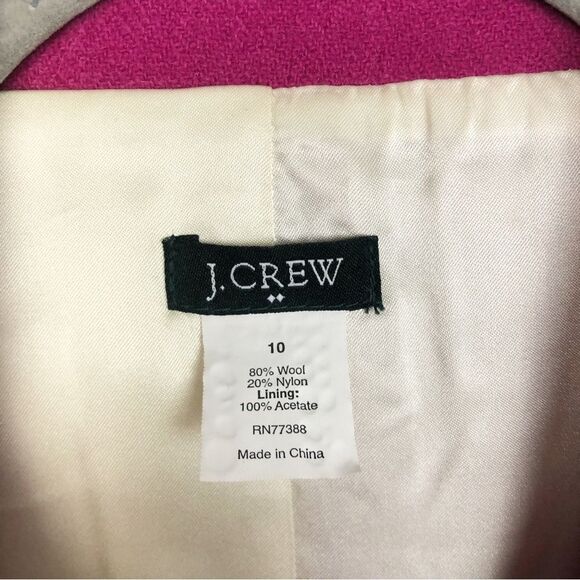 J.CREW
10
80% Wool
20% Nylon
Lining:
100% Acetate
RN77388
Made in China